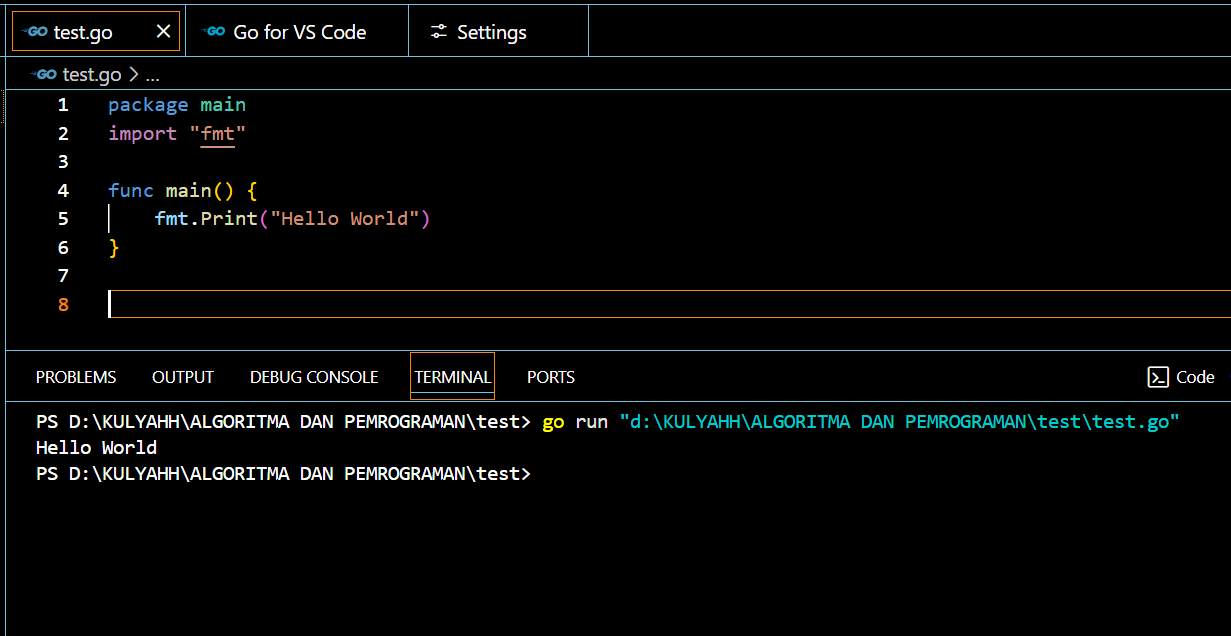 GO test.go GO Go for VS Code Settings
GO test.go > ...
1 package main
2 import "fmt"
3
4 func main() {
5 fmt.Print("Hello World")
6 }
7
8
PROBLEMS OUTPUT DEBUG CONSOLE TERMINAL PORTS Code
PS D:\KULYAHH\ALGORITMA DAN PEMROGRAMAN\test> go run "d:\KULYAHH\ALGORITMA DAN PEMROGRAMAN\test\test.go"
Hello World
PS D:\KULYAHH\ALGORITMA DAN PEMROGRAMAN\test>